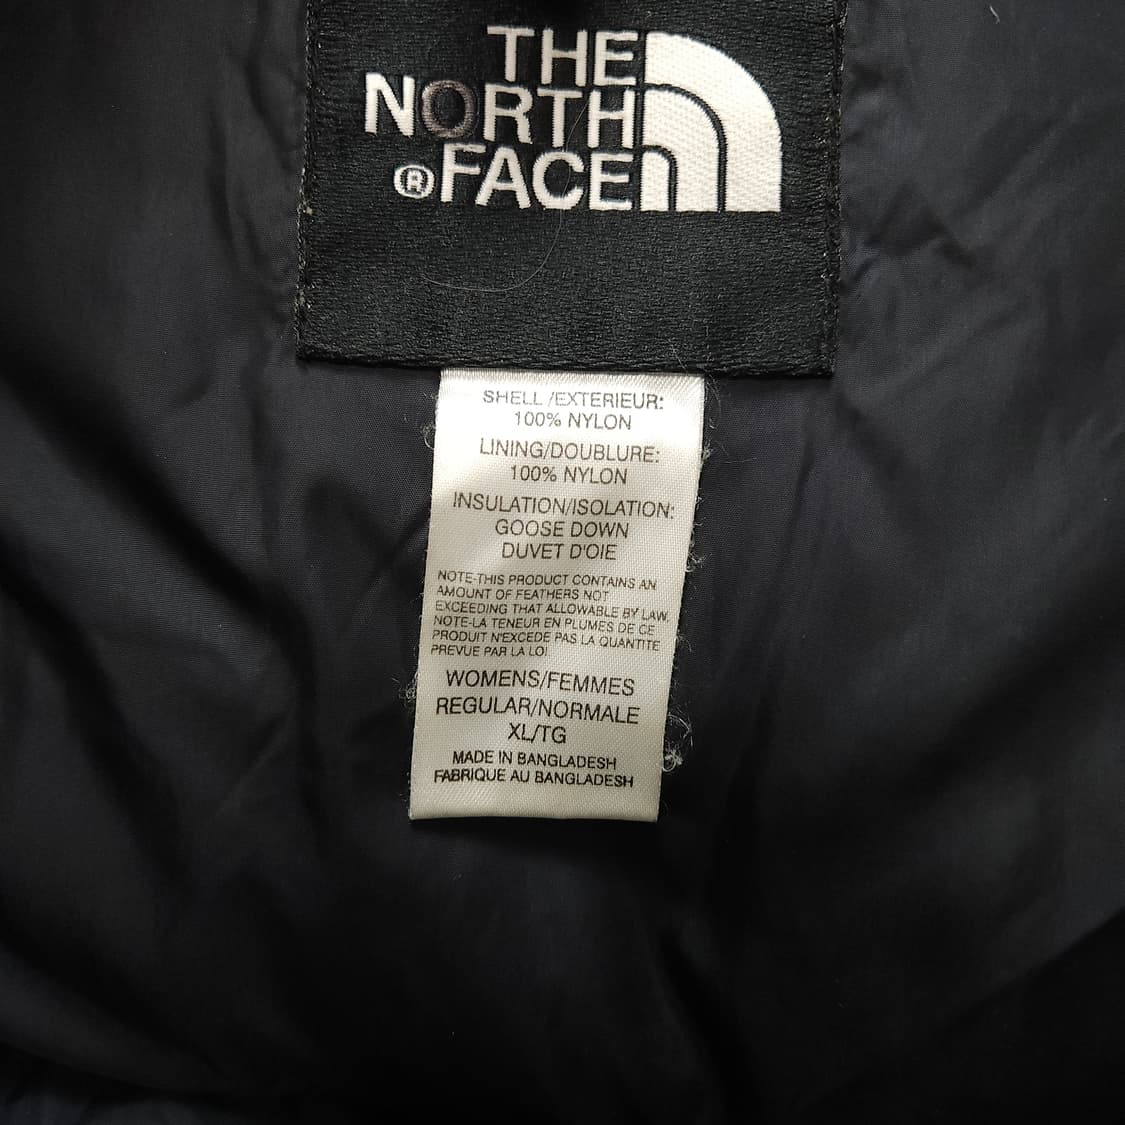 THE
NORTH
®FACE
SHELL/EXTERIEUR:
100% NYLON
LINING/DOUBLURE:
100% NYLON
INSULATION/ISOLATION:
GOOSE DOWN
DUVET D'OIE
NOTE-THIS PRODUCT CONTAINS AN
AMOUNT OF FEATHERS NOT
EXCEEDING THAT ALLOWABLE BY LAW.
NOTE-LA TENEUR EN PLUMES DE CE
PRODUIT N'EXCEDE PAS LA QUANTITE
PREVUE PAR LA LOI
WOMENS/FEMMES
REGULAR/NORMALE
XL/TG
MADE IN BANGLADESH
FABRIQUE AU BANGLADESH